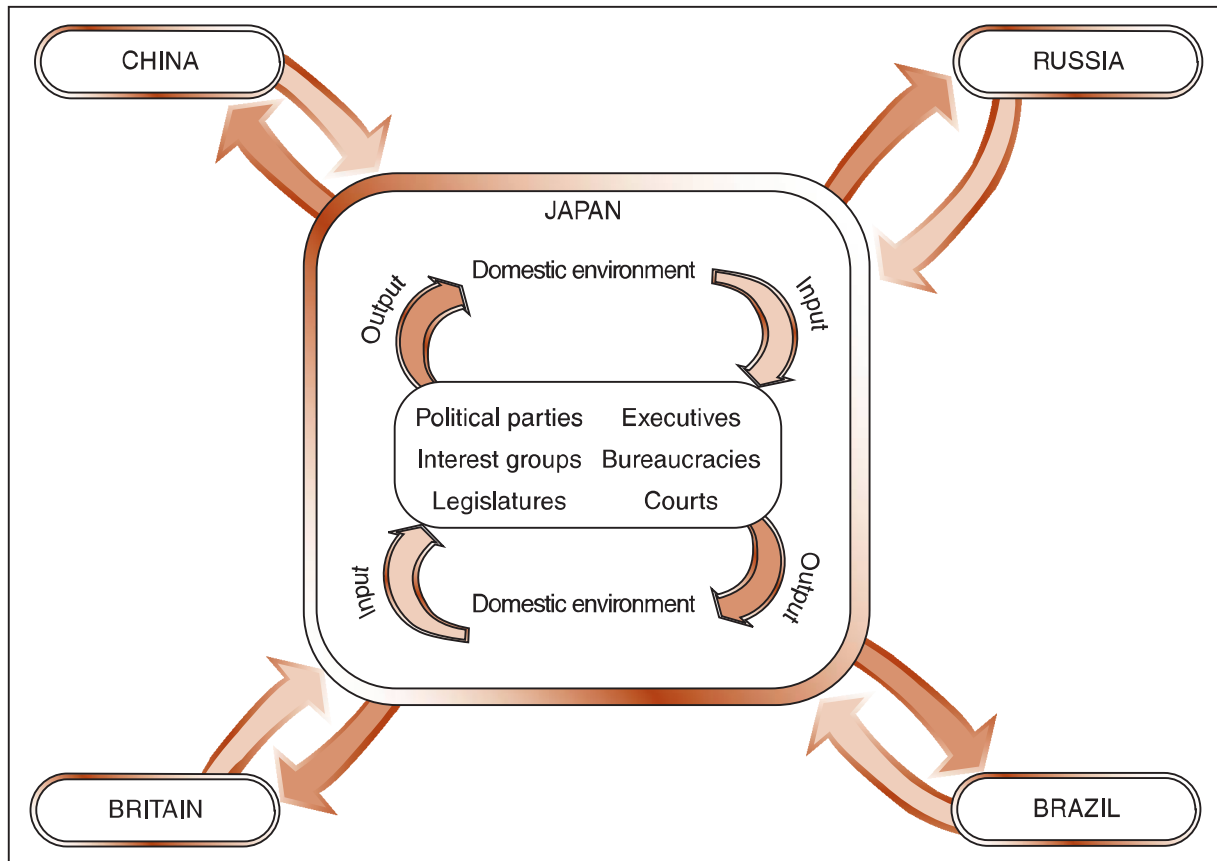 CHINA
RUSSIA
JAPAN
Domestic environment
Output
Input
Political parties Executives
Interest groups Bureaucracies
Legislatures Courts
Input
Output
Domestic environment
BRITAIN
BRAZIL